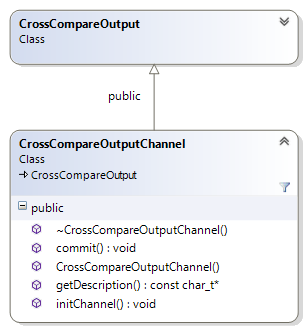 CrossCompareOutput
Class
public
CrossCompareOutputChannel
Class
CrossCompareOutput
public
~CrossCompareOutputChannel()
commit() : void
CrossCompareOutputChannel()
getDescription() : const char_t*
initChannel() : void